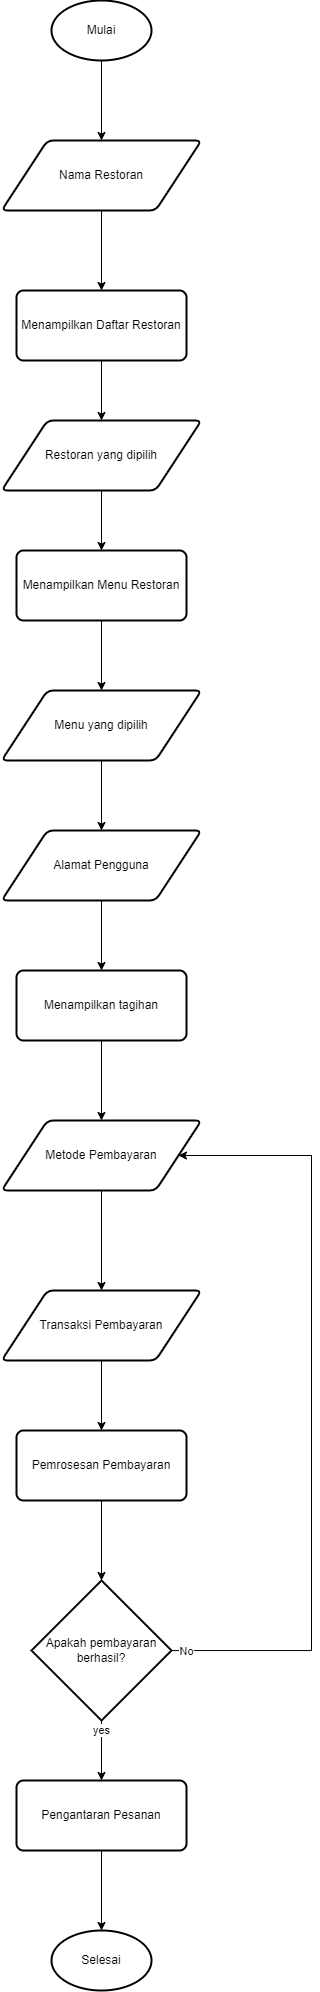 Mulai
Nama Restoran
Menampilkan Daftar Restoran
Restoran yang dipilih
Menampilkan Menu Restoran
Menu yang dipilih
Alamat Pengguna
Menampilkan tagihan
Metode Pembayaran
Transaksi Pembayaran
Pemrosesan Pembayaran
Apakah pembayaran
berhasil?
No
yes
Pengantaran Pesanan
Selesai